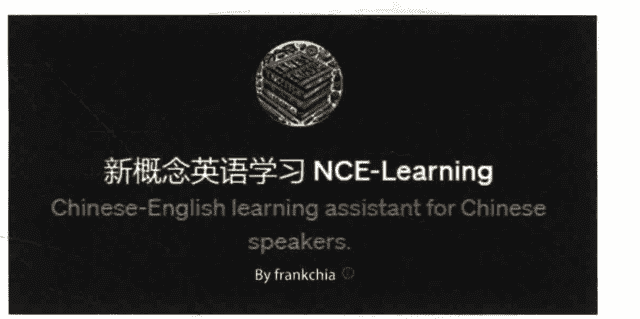 新概念英语学习 NCE-Learning
Chinese-English learning assistant for Chinese
speakers.
By frankchia